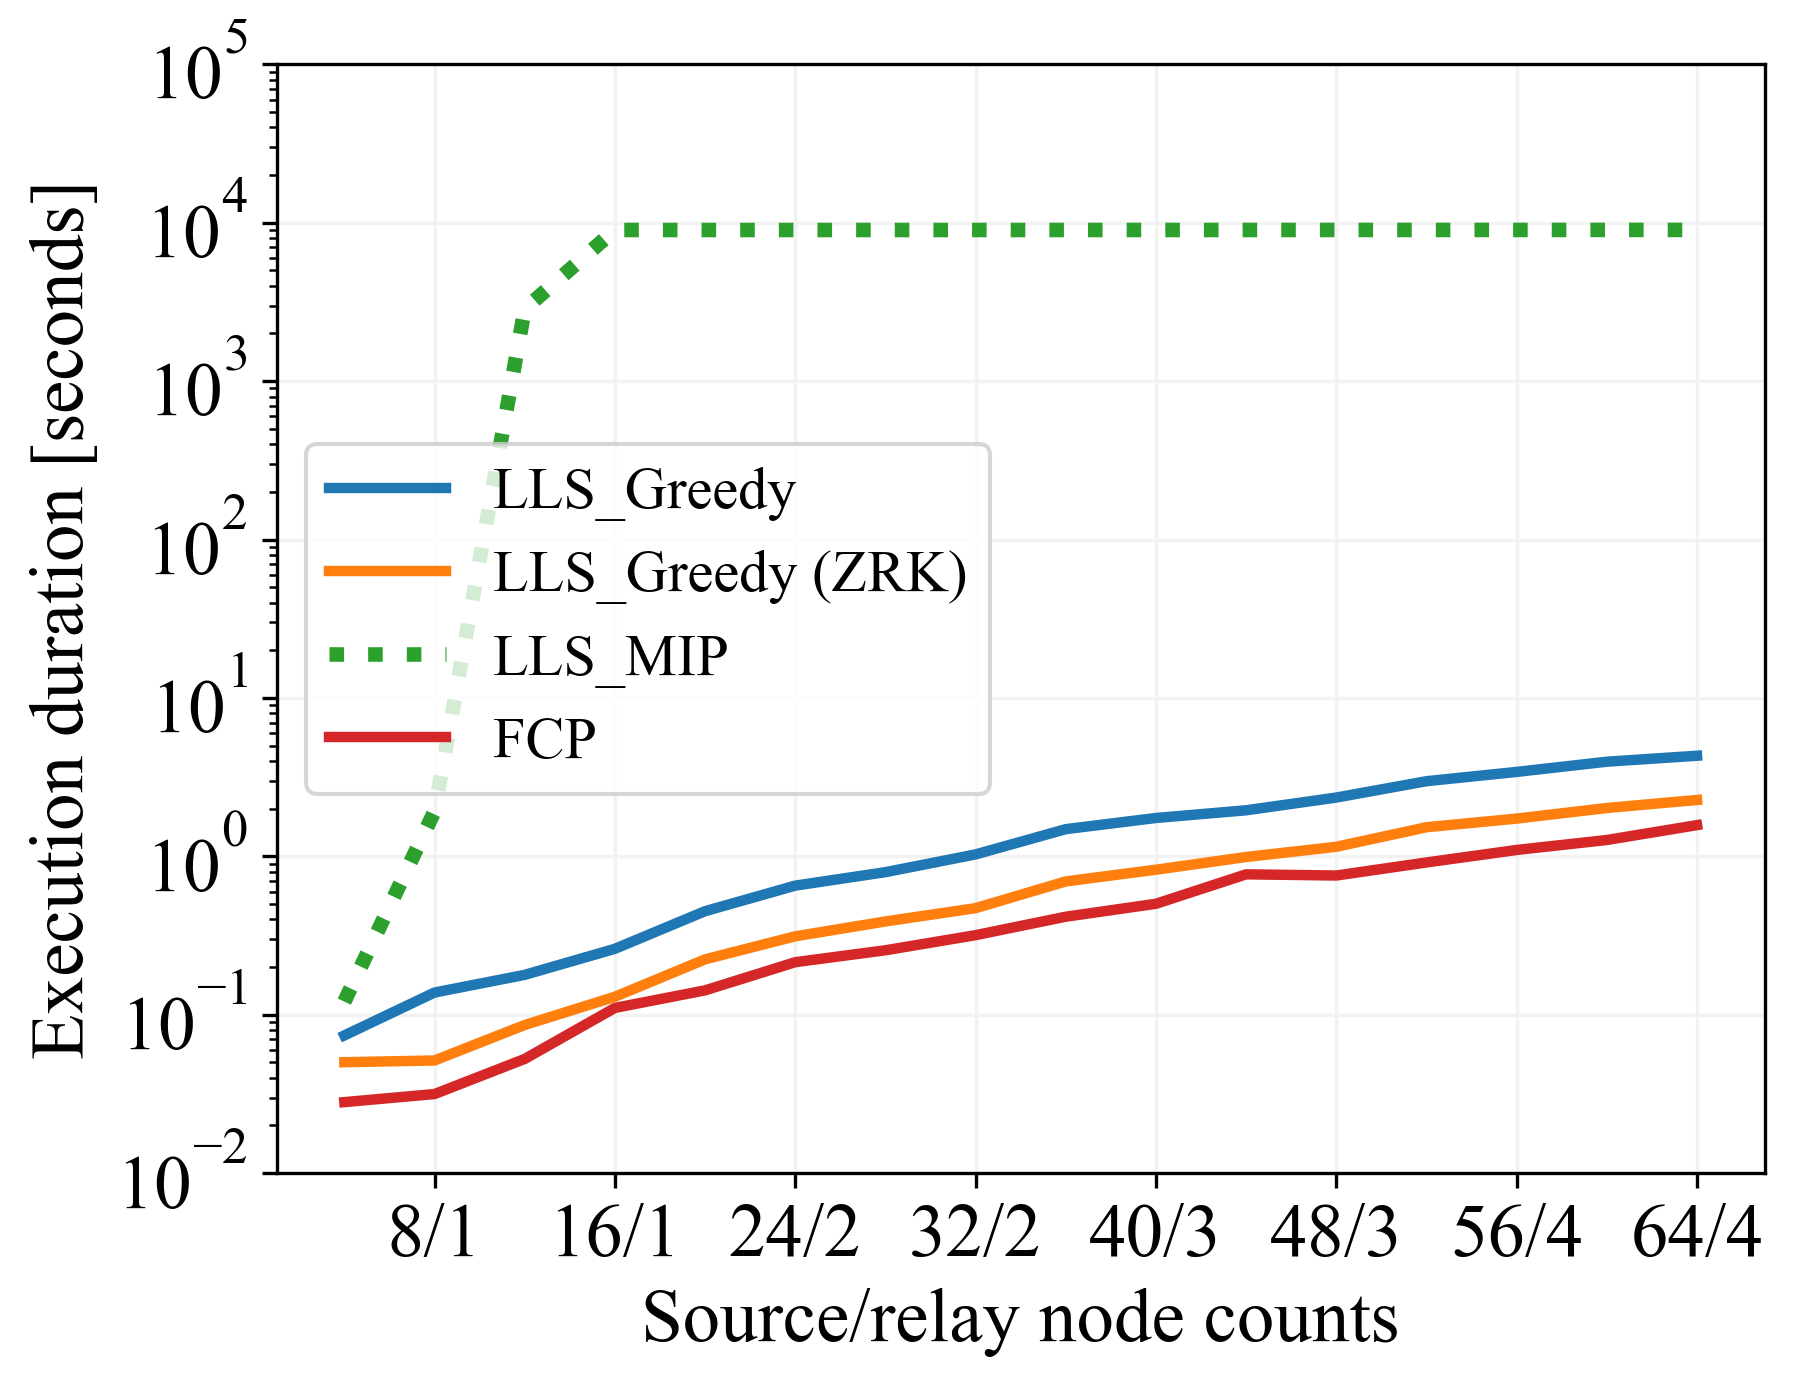 Execution duration [seconds]
10^5
10^4
10^3
10^2
10^1
10^0
10^−1
10^−2
LLS_Greedy
LLS_Greedy (ZRK)
LLS_MIP
FCP
8/1 16/1 24/2 32/2 40/3 48/3 56/4 64/4
Source/relay node counts